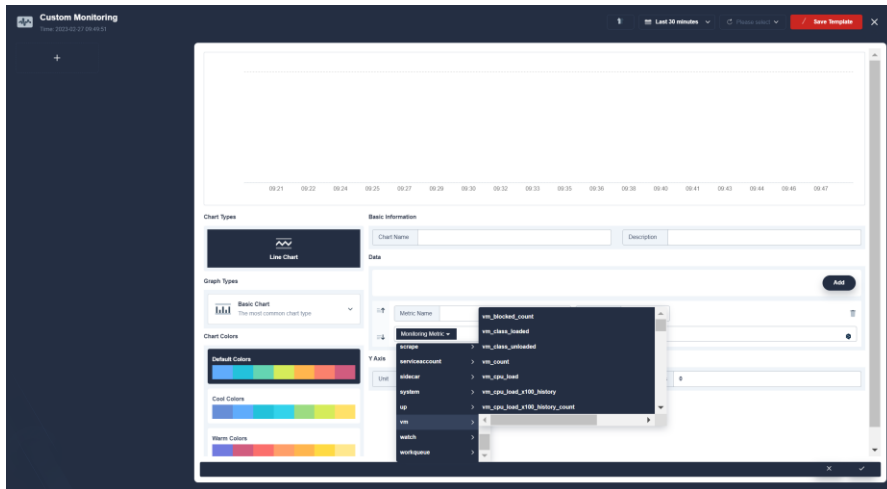 Custom Monitoring
Time: 2023-02-27 09:49:51
Last 30 minutes
Please select
Save Template
09:21 09:22 09:24 09:25 09:27 09:29 09:30 09:32 09:33 09:35 09:36 09:38 09:40 09:41 09:43 09:44 09:46 09:47
Chart Types
Line Chart
Graph Types
Basic Chart
The most common chart type
Chart Colors
Default Colors
Cool Colors
Warm Colors
Basic Information
Chart Name
Description
Data
Add
Metric Name
Monitoring Metric
scrape
serviceaccount
sidecar
system
up
vm
watch
workqueue
vm_blocked_count
vm_class_loaded
vm_class_unloaded
vm_count
vm_cpu_load
vm_cpu_load_x100_history
vm_cpu_load_x100_history_count
Y Axis
Unit
0